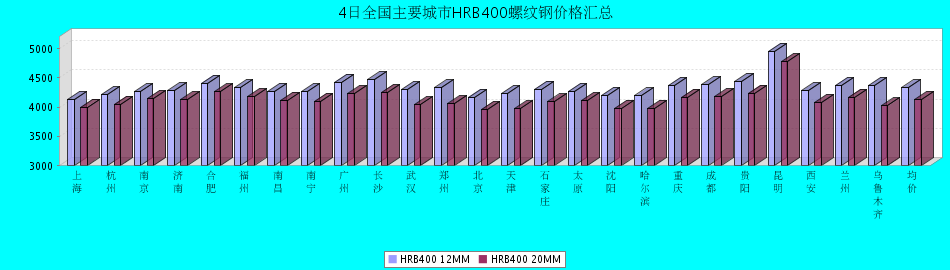 4日全国主要城市HRB400螺纹钢价格汇总
5000
4500
4000
3500
3000
上海 杭州 南京 济南 合肥 福州 南昌 南宁 广州 长沙 武汉 郑州 北京 天津 石家庄 太原 沈阳 哈尔滨 重庆 成都 贵阳 昆明 西安 兰州 乌鲁木齐 均价
HRB400 12MM HRB400 20MM